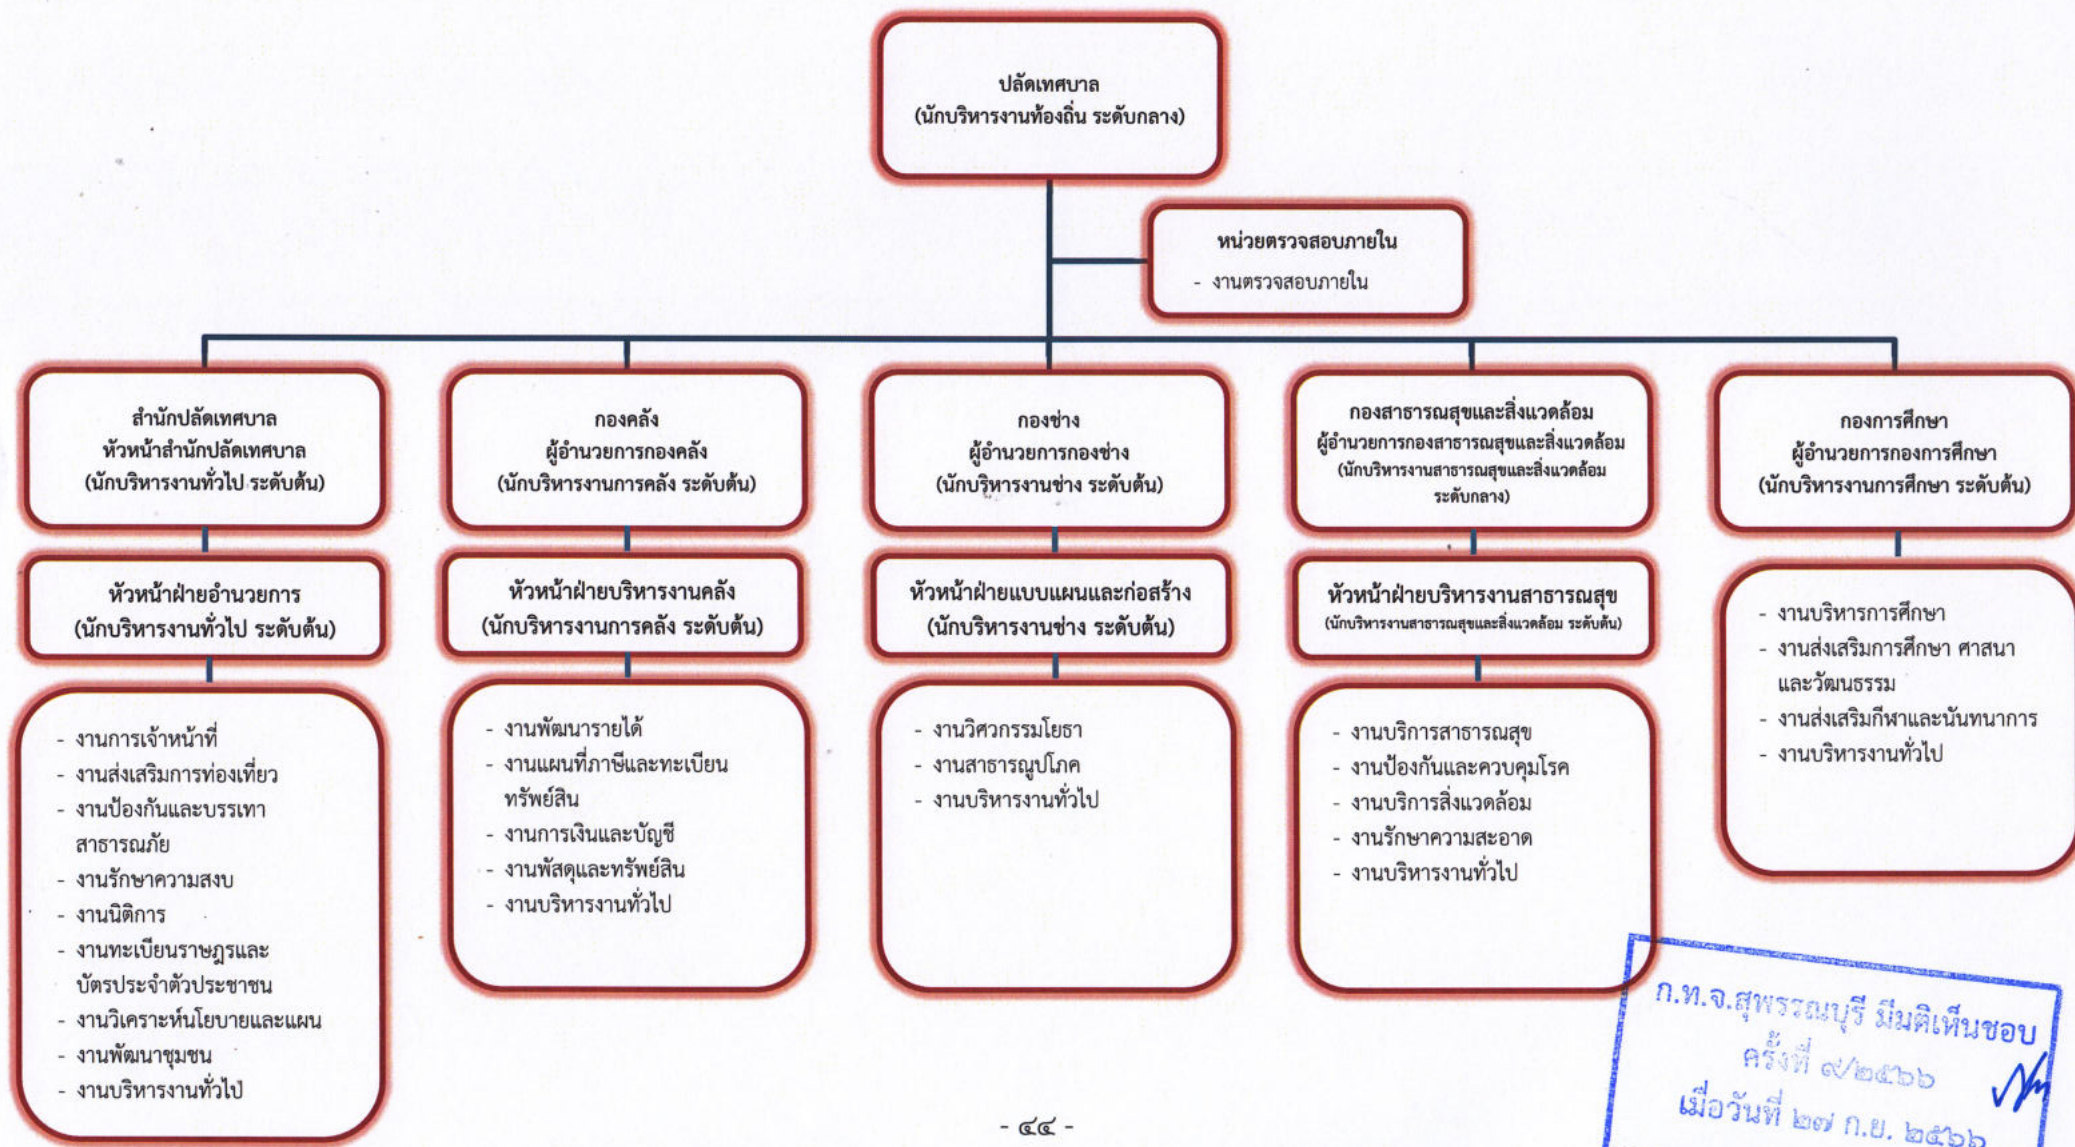 ปลัดเทศบาล
(นักบริหารงานท้องถิ่น ระดับกลาง)
หน่วยตรวจสอบภายใน
- งานตรวจสอบภายใน
สำนักปลัดเทศบาล
หัวหน้าสำนักปลัดเทศบาล
(นักบริหารงานทั่วไป ระดับต้น)
กองคลัง
ผู้อำนวยการกองคลัง
(นักบริหารงานการคลัง ระดับต้น)
กองช่าง
ผู้อำนวยการกองช่าง
(นักบริหารงานช่าง ระดับต้น)
กองสาธารณสุขและสิ่งแวดล้อม
ผู้อำนวยการกองสาธารณสุขและสิ่งแวดล้อม
(นักบริหารงานสาธารณสุขและสิ่งแวดล้อม
ระดับกลาง)
กองการศึกษา
ผู้อำนวยการกองการศึกษา
(นักบริหารงานการศึกษา ระดับต้น)
หัวหน้าฝ่ายอำนวยการ
(นักบริหารงานทั่วไป ระดับต้น)
หัวหน้าฝ่ายบริหารงานคลัง
(นักบริหารงานการคลัง ระดับต้น)
หัวหน้าฝ่ายแบบแผนและก่อสร้าง
(นักบริหารงานช่าง ระดับต้น)
หัวหน้าฝ่ายบริหารงานสาธารณสุข
(นักบริหารงานสาธารณสุขและสิ่งแวดล้อม ระดับต้น)
- งานบริหารการศึกษา
- งานส่งเสริมการศึกษา ศาสนา
และวัฒนธรรม
- งานส่งเสริมกีฬาและนันทนาการ
- งานบริหารงานทั่วไป
- งานการเจ้าหน้าที่
- งานส่งเสริมการท่องเที่ยว
- งานป้องกันและบรรเทา
สาธารณภัย
- งานรักษาความสงบ
- งานนิติการ
- งานทะเบียนราษฎรและ
บัตรประจำตัวประชาชน
- งานวิเคราะห์นโยบายและแผน
- งานพัฒนาชุมชน
- งานบริหารงานทั่วไป
- งานพัฒนารายได้
- งานแผนที่ภาษีและทะเบียน
ทรัพย์สิน
- งานการเงินและบัญชี
- งานพัสดุและทรัพย์สิน
- งานบริหารงานทั่วไป
- งานวิศวกรรมโยธา
- งานสาธารณูปโภค
- งานบริหารงานทั่วไป
- งานบริการสาธารณสุข
- งานป้องกันและควบคุมโรค
- งานบริการสิ่งแวดล้อม
- งานรักษาความสะอาด
- งานบริหารงานทั่วไป
ก.ท.จ.สุพรรณบุรี มีมติเห็นชอบ
ครั้งที่ ๙/๒๕๖๖
เมื่อวันที่ ๒๗ ก.ย. ๒๕๖๖
- ๔๔ -